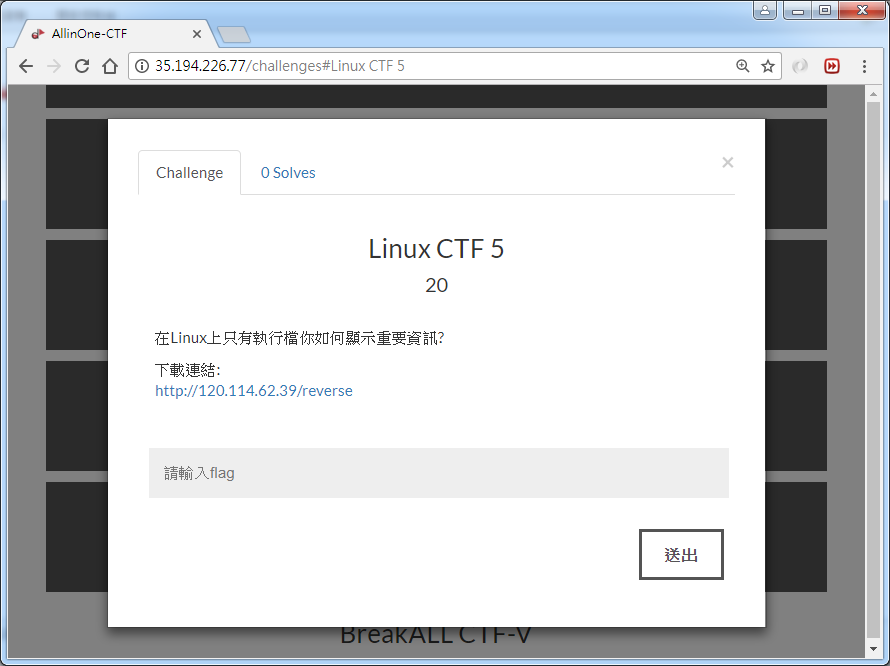 AllinOne-CTF
35.194.226.77/challenges#Linux CTF 5
Challenge
0 Solves
×
Linux CTF 5
20
在Linux上只有執行檔你如何顯示重要資訊?
下載連結:
http://120.114.62.39/reverse
請輸入flag
送出
BreakALL CTF-V